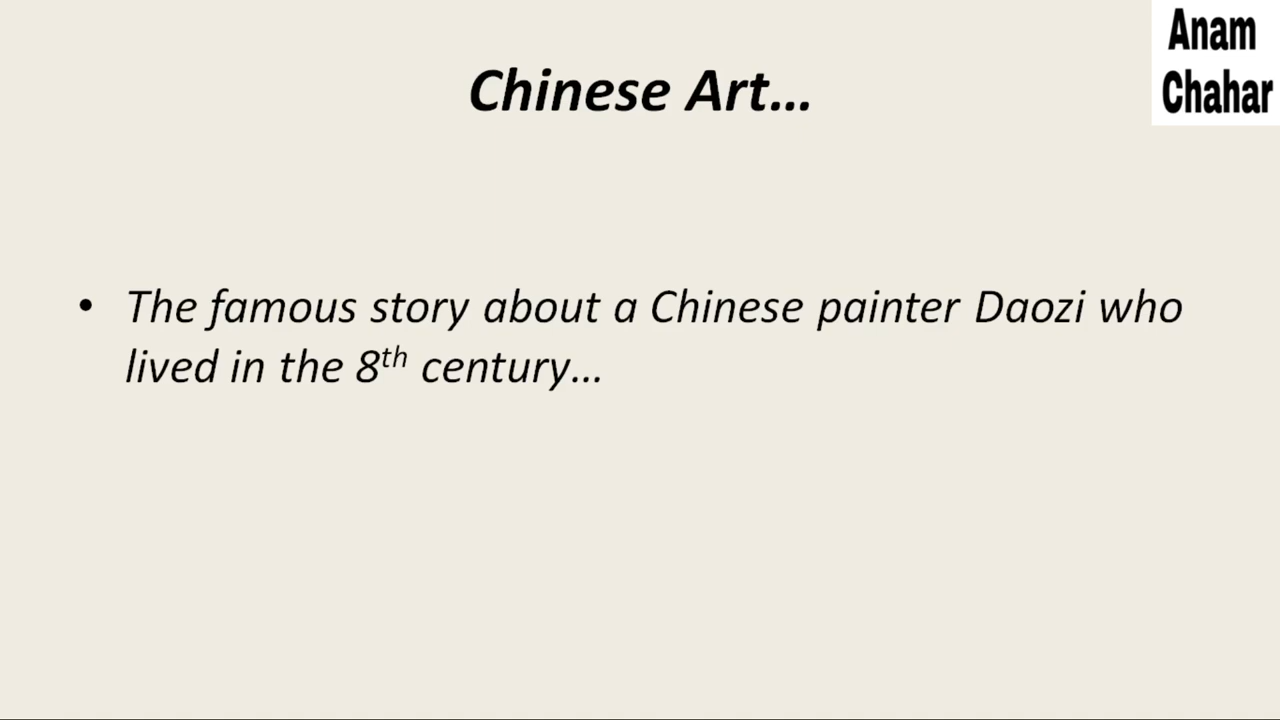 Anam
Chahar
Chinese Art...
• The famous story about a Chinese painter Daozi who
lived in the 8th century...